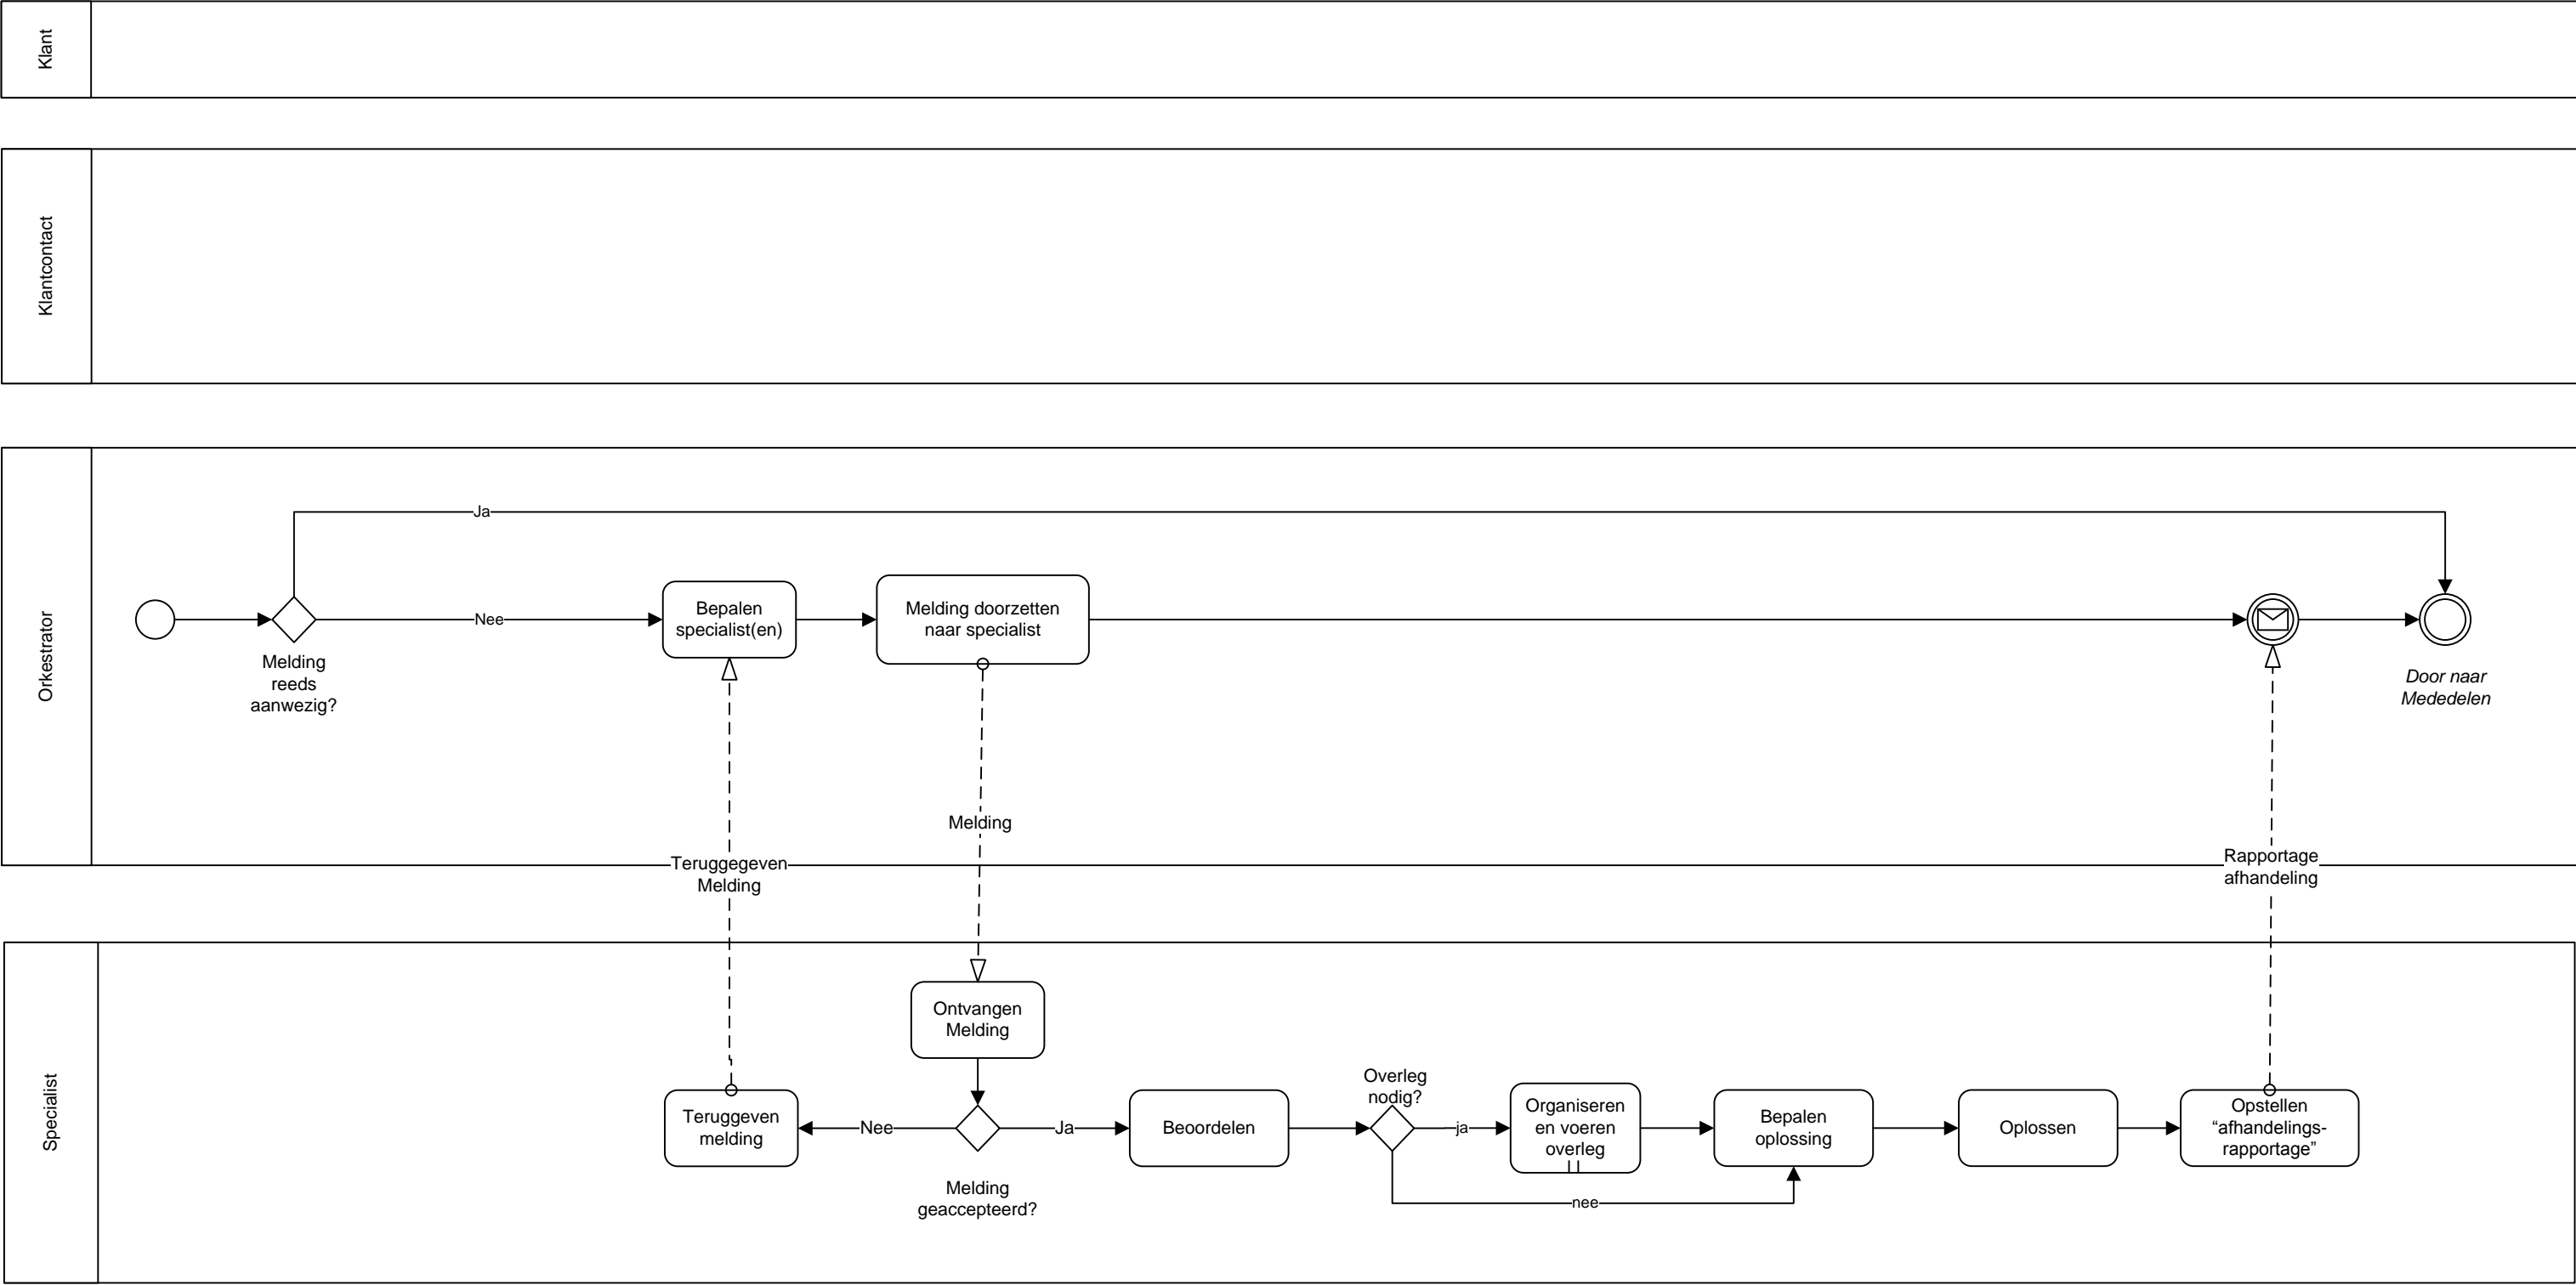 Klant
Klantcontact
Orkestrator
Ja
Nee
Melding
reeds
aanwezig?
Bepalen
specialist(en)
Melding doorzetten
naar specialist
Door naar
Mededelen
Melding
Teruggegeven
Melding
Rapportage
afhandeling
Specialist
Ontvangen
Melding
Teruggeven
melding
Nee
Melding
geaccepteerd?
Ja
Beoordelen
Overleg
nodig?
ja
nee
Organiseren
en voeren
overleg
Bepalen
oplossing
Oplossen
Opstellen
“afhandelings-
rapportage”